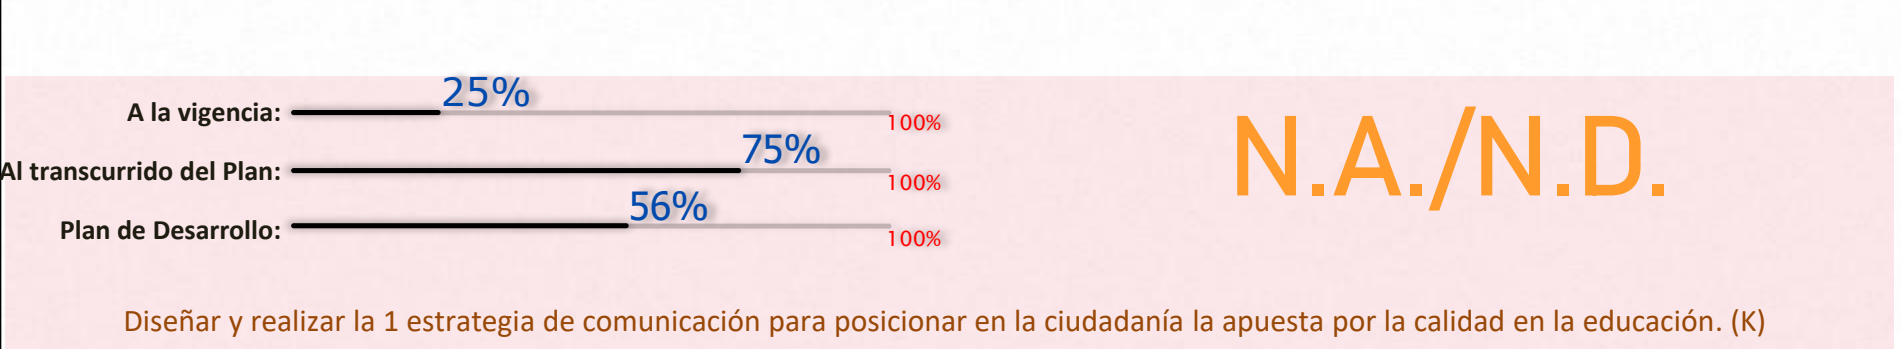 25%
A la vigencia:
100%
75%
Al transcurrido del Plan:
100%
56%
Plan de Desarrollo:
100%
N.A./N.D.
Diseñar y realizar la 1 estrategia de comunicación para posicionar en la ciudadanía la apuesta por la calidad en la educación. (K)